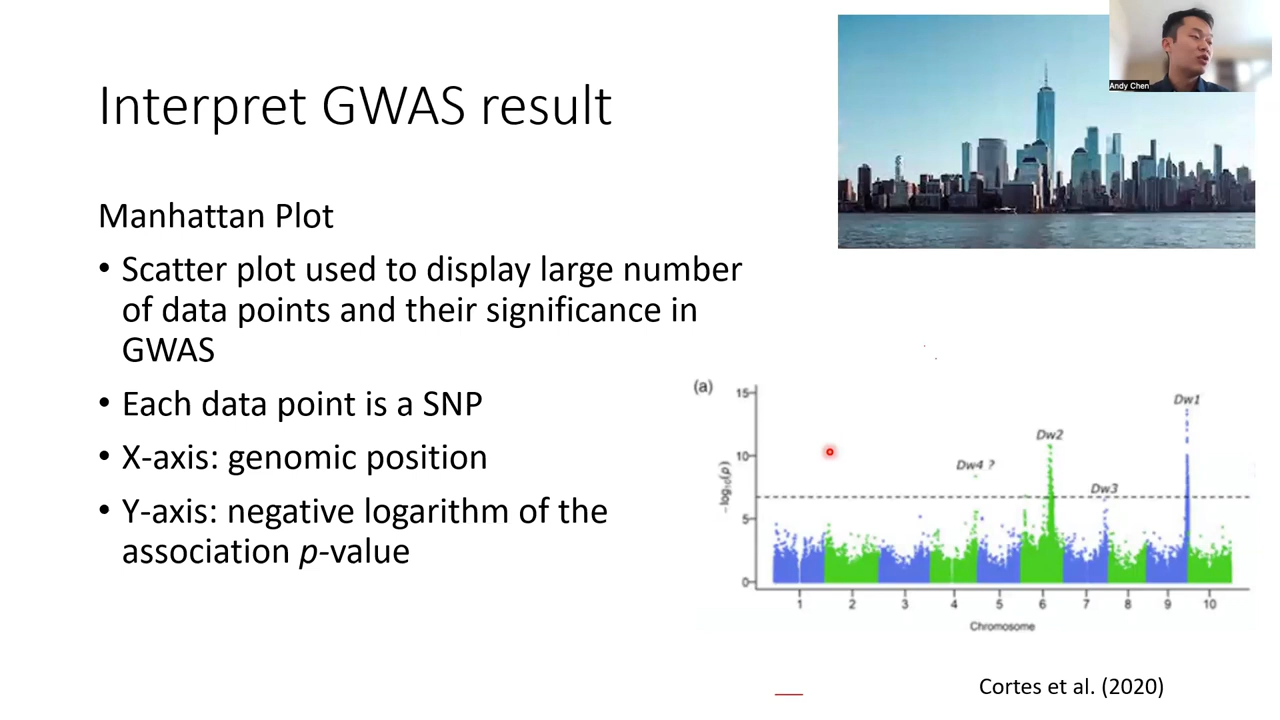 Andy Chen
Interpret GWAS result
Manhattan Plot
• Scatter plot used to display large number
of data points and their significance in
GWAS
• Each data point is a SNP
• X-axis: genomic position
• Y-axis: negative logarithm of the
association p-value
(a)
15
10
5
0
-log10(p)
Dw4 ?
Dw2
Dw3
Dw1
1 2 3 4 5 6 7 8 9 10
Chromosome
Cortes et al. (2020)